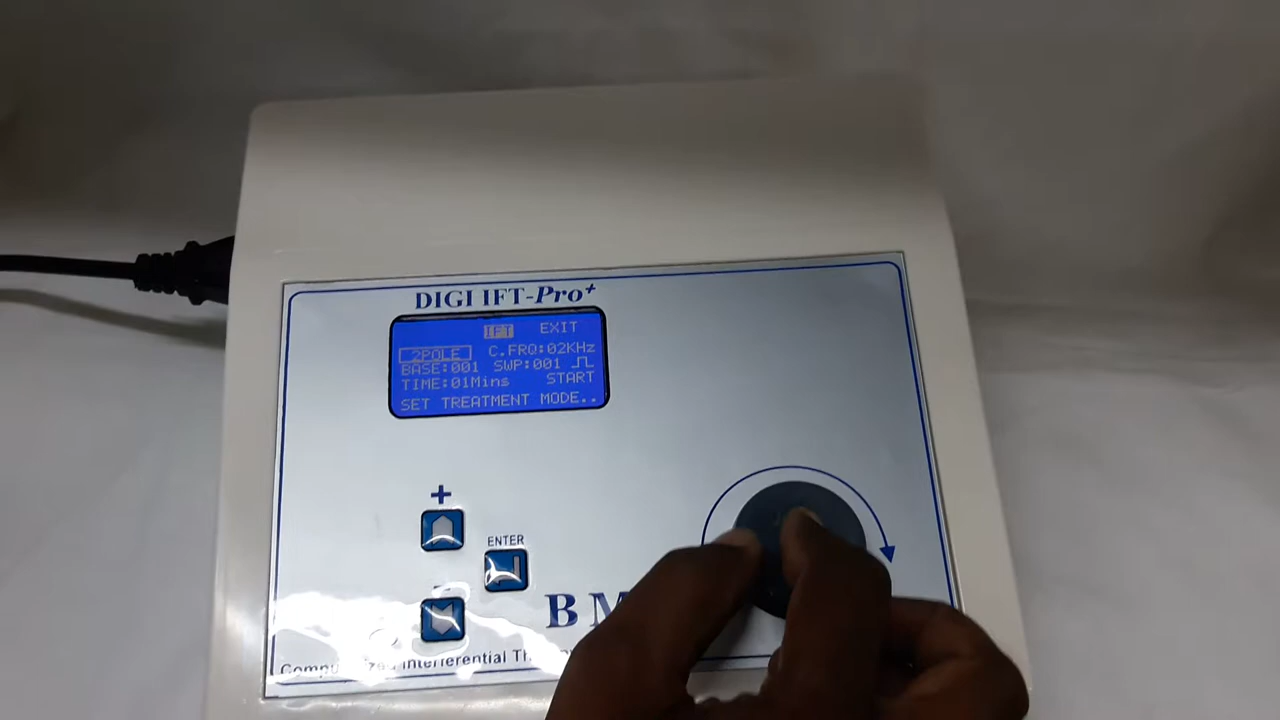 DIGI IFT-Pro+
IFT EXIT
2POLE C.FRQ:02KHz
BASE:001 SWP:001
TIME:01Mins START
SET TREATMENT MODE..
+
ENTER
-
B
Interferential